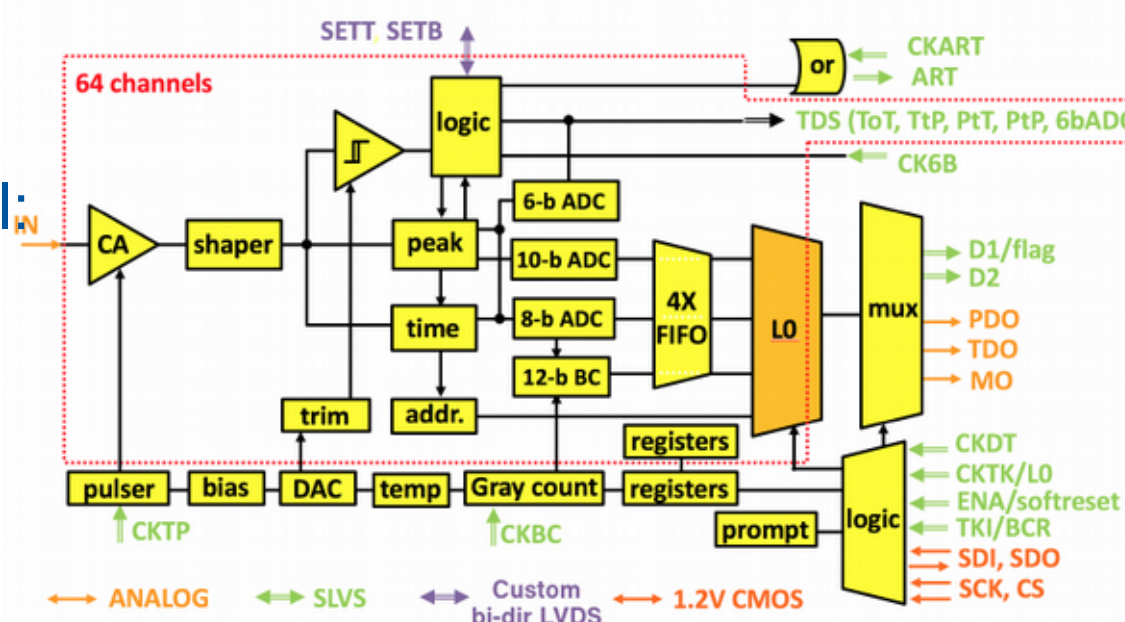 SETT, SETB
64 channels
CKART
or
ART
logic
TDS (ToT, TtP, PtT, PtP, 6bADC
CK6B
IN
CA
shaper
peak
6-b ADC
10-b ADC
time
8-b ADC
12-b BC
4X
FIFO
L0
mux
D1/flag
D2
PDO
TDO
MO
trim
addr.
registers
pulser
bias
DAC
temp
Gray count
registers
prompt
logic
CKDT
CKTK/L0
ENA/softreset
TKI/BCR
SDI, SDO
SCK, CS
CKTP
CKBC
ANALOG
SLVS
Custom
bi-dir LVDS
1.2V CMOS